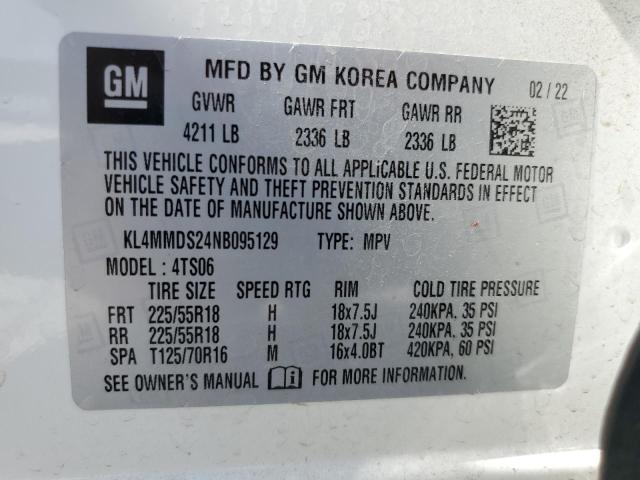 GM MFD BY GM KOREA COMPANY 02 / 22
GVWR GAWR FRT GAWR RR
4211 LB 2336 LB 2336 LB
THIS VEHICLE CONFORMS TO ALL APPLICABLE U.S. FEDERAL MOTOR
VEHICLE SAFETY AND THEFT PREVENTION STANDARDS IN EFFECT
ON THE DATE OF MANUFACTURE SHOWN ABOVE.
KL4MMDS24NB095129 TYPE: MPV
MODEL : 4TS06
TIRE SIZE SPEED RTG RIM COLD TIRE PRESSURE
FRT 225/55R18 H 18x7.5J 240KPA, 35 PSI
RR 225/55R18 H 18x7.5J 240KPA, 35 PSI
SPA T125/70R16 M 16x4.0BT 420KPA, 60 PSI
SEE OWNER'S MANUAL FOR MORE INFORMATION.